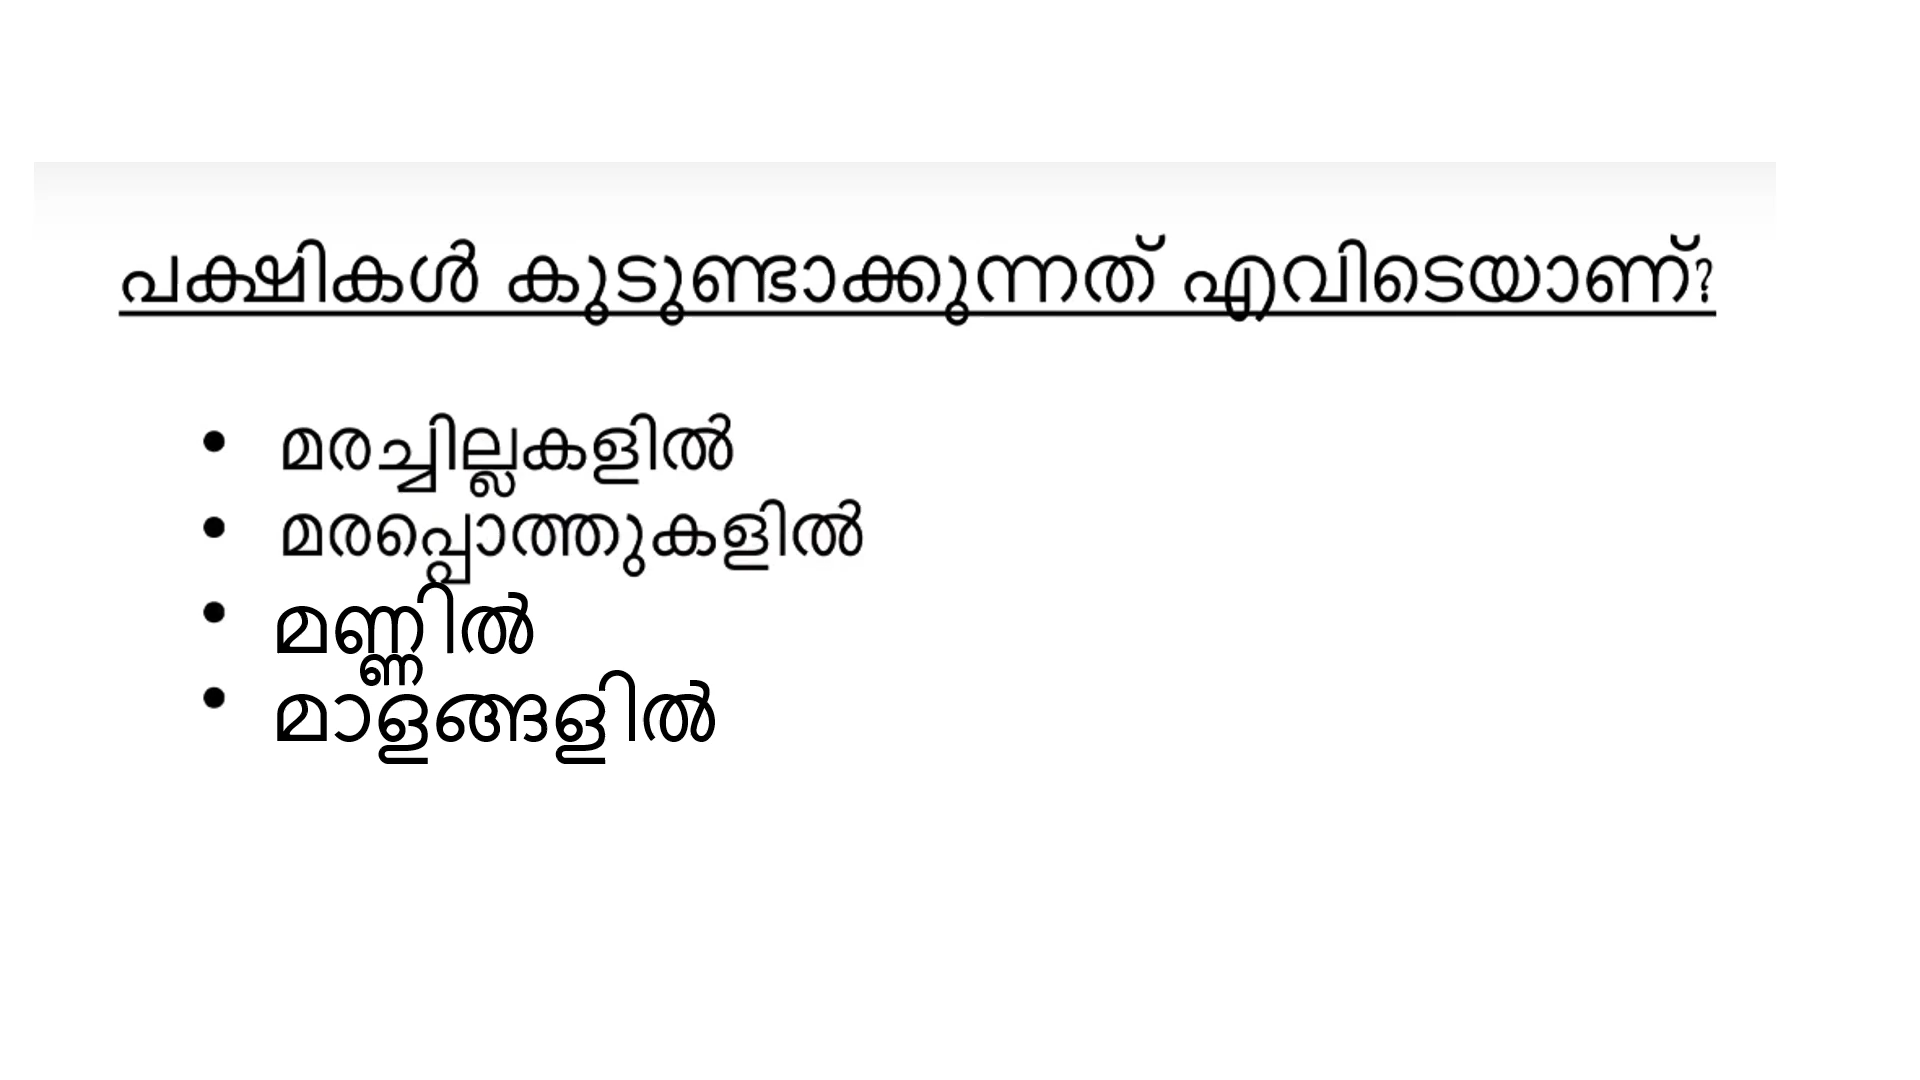 പക്ഷികൾ കുടുണ്ടാക്കുന്നത് എവിടെയാണ്?
• മരച്ചില്ലകളിൽ
• മരപ്പൊത്തുകളിൽ
• മണ്ണിൽ
• മാളങ്ങളിൽ